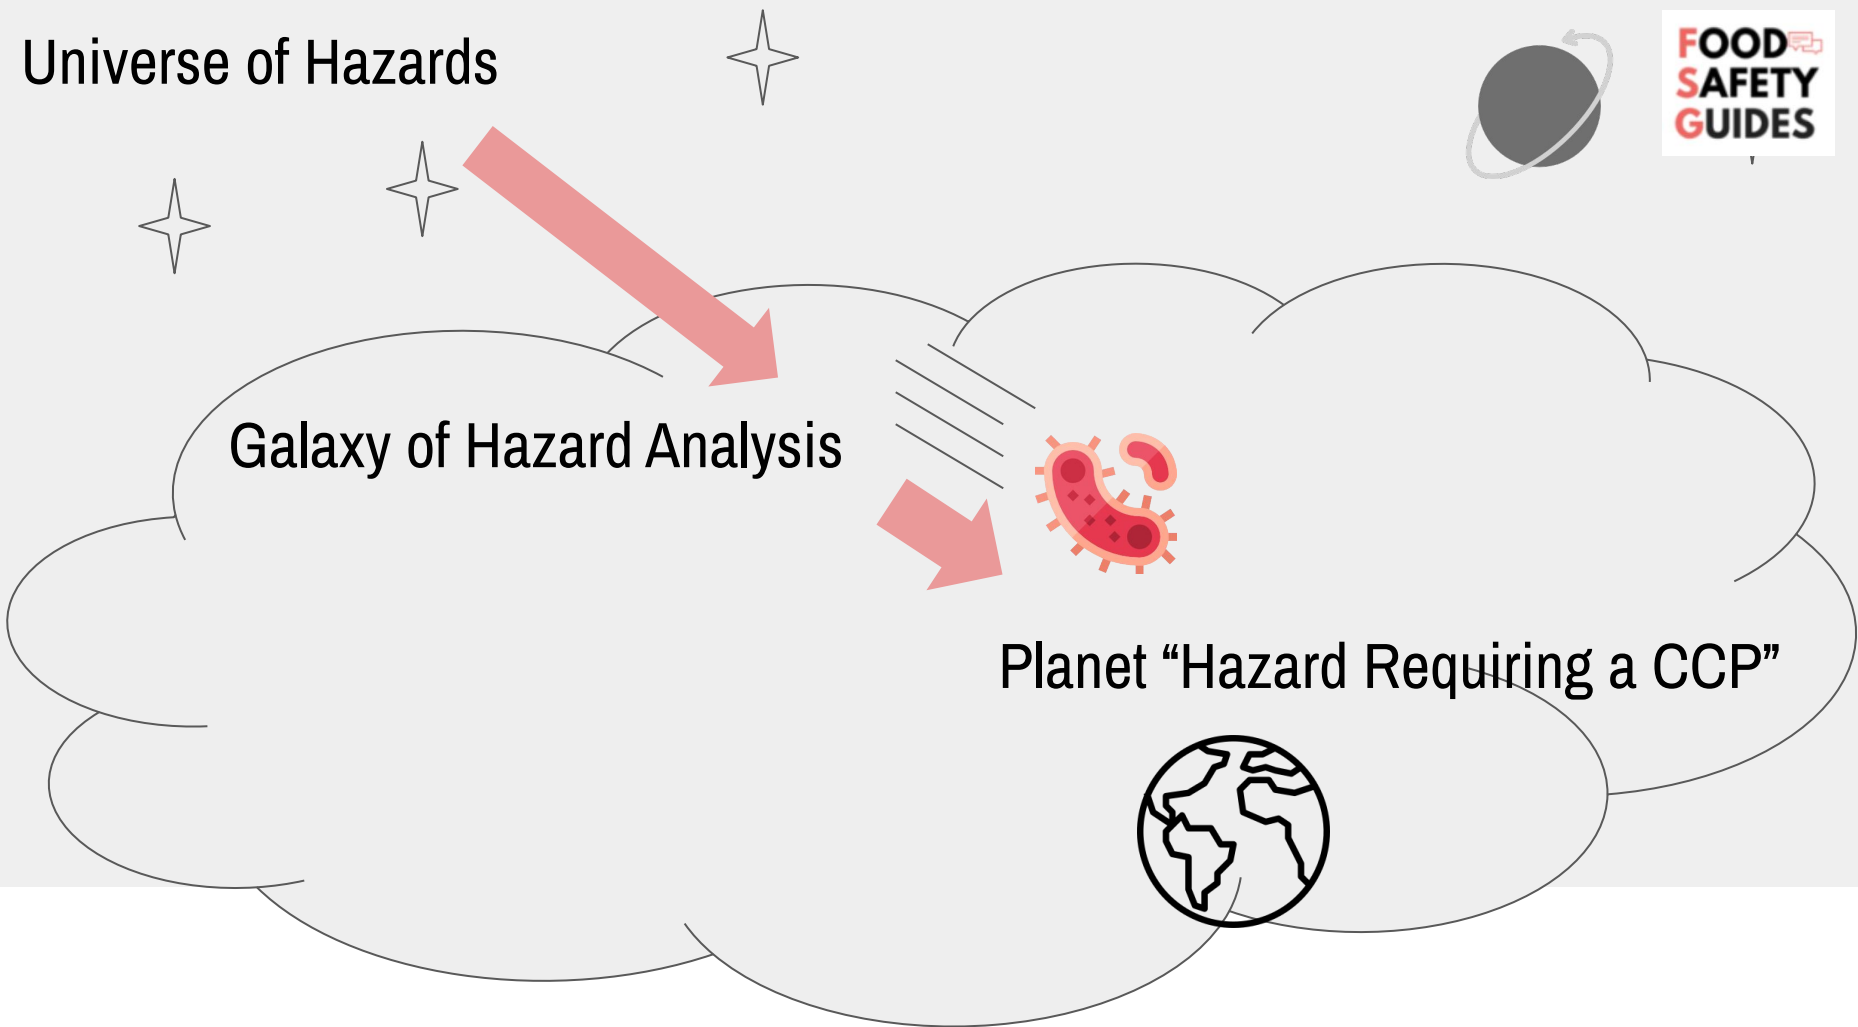 Universe of Hazards
FOOD
SAFETY
GUIDES
Galaxy of Hazard Analysis
Planet “Hazard Requiring a CCP”